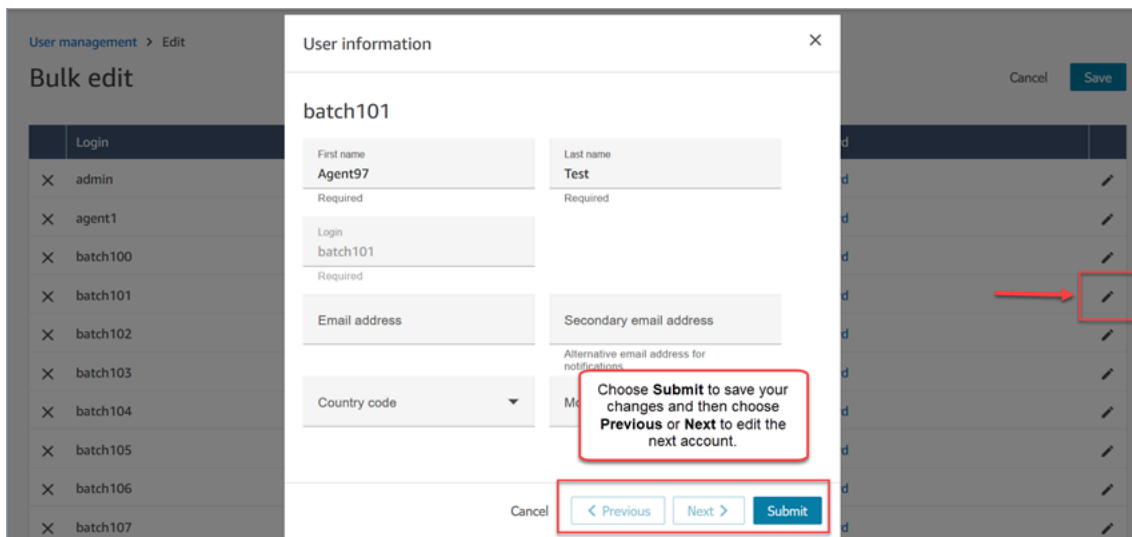 User management > Edit
Bulk edit
Cancel
Save
Login
d
admin
d
agent1
d
batch100
d
batch101
d
batch102
d
batch103
d
batch104
d
batch105
d
batch106
d
batch107
d
User information
batch101
First name
Agent97
Required
Last name
Test
Required
Login
batch101
Required
Email address
Secondary email address
Alternative email address for
notifications
Country code
Mo
Choose Submit to save your
changes and then choose
Previous or Next to edit the
next account.
Cancel
< Previous
Next >
Submit